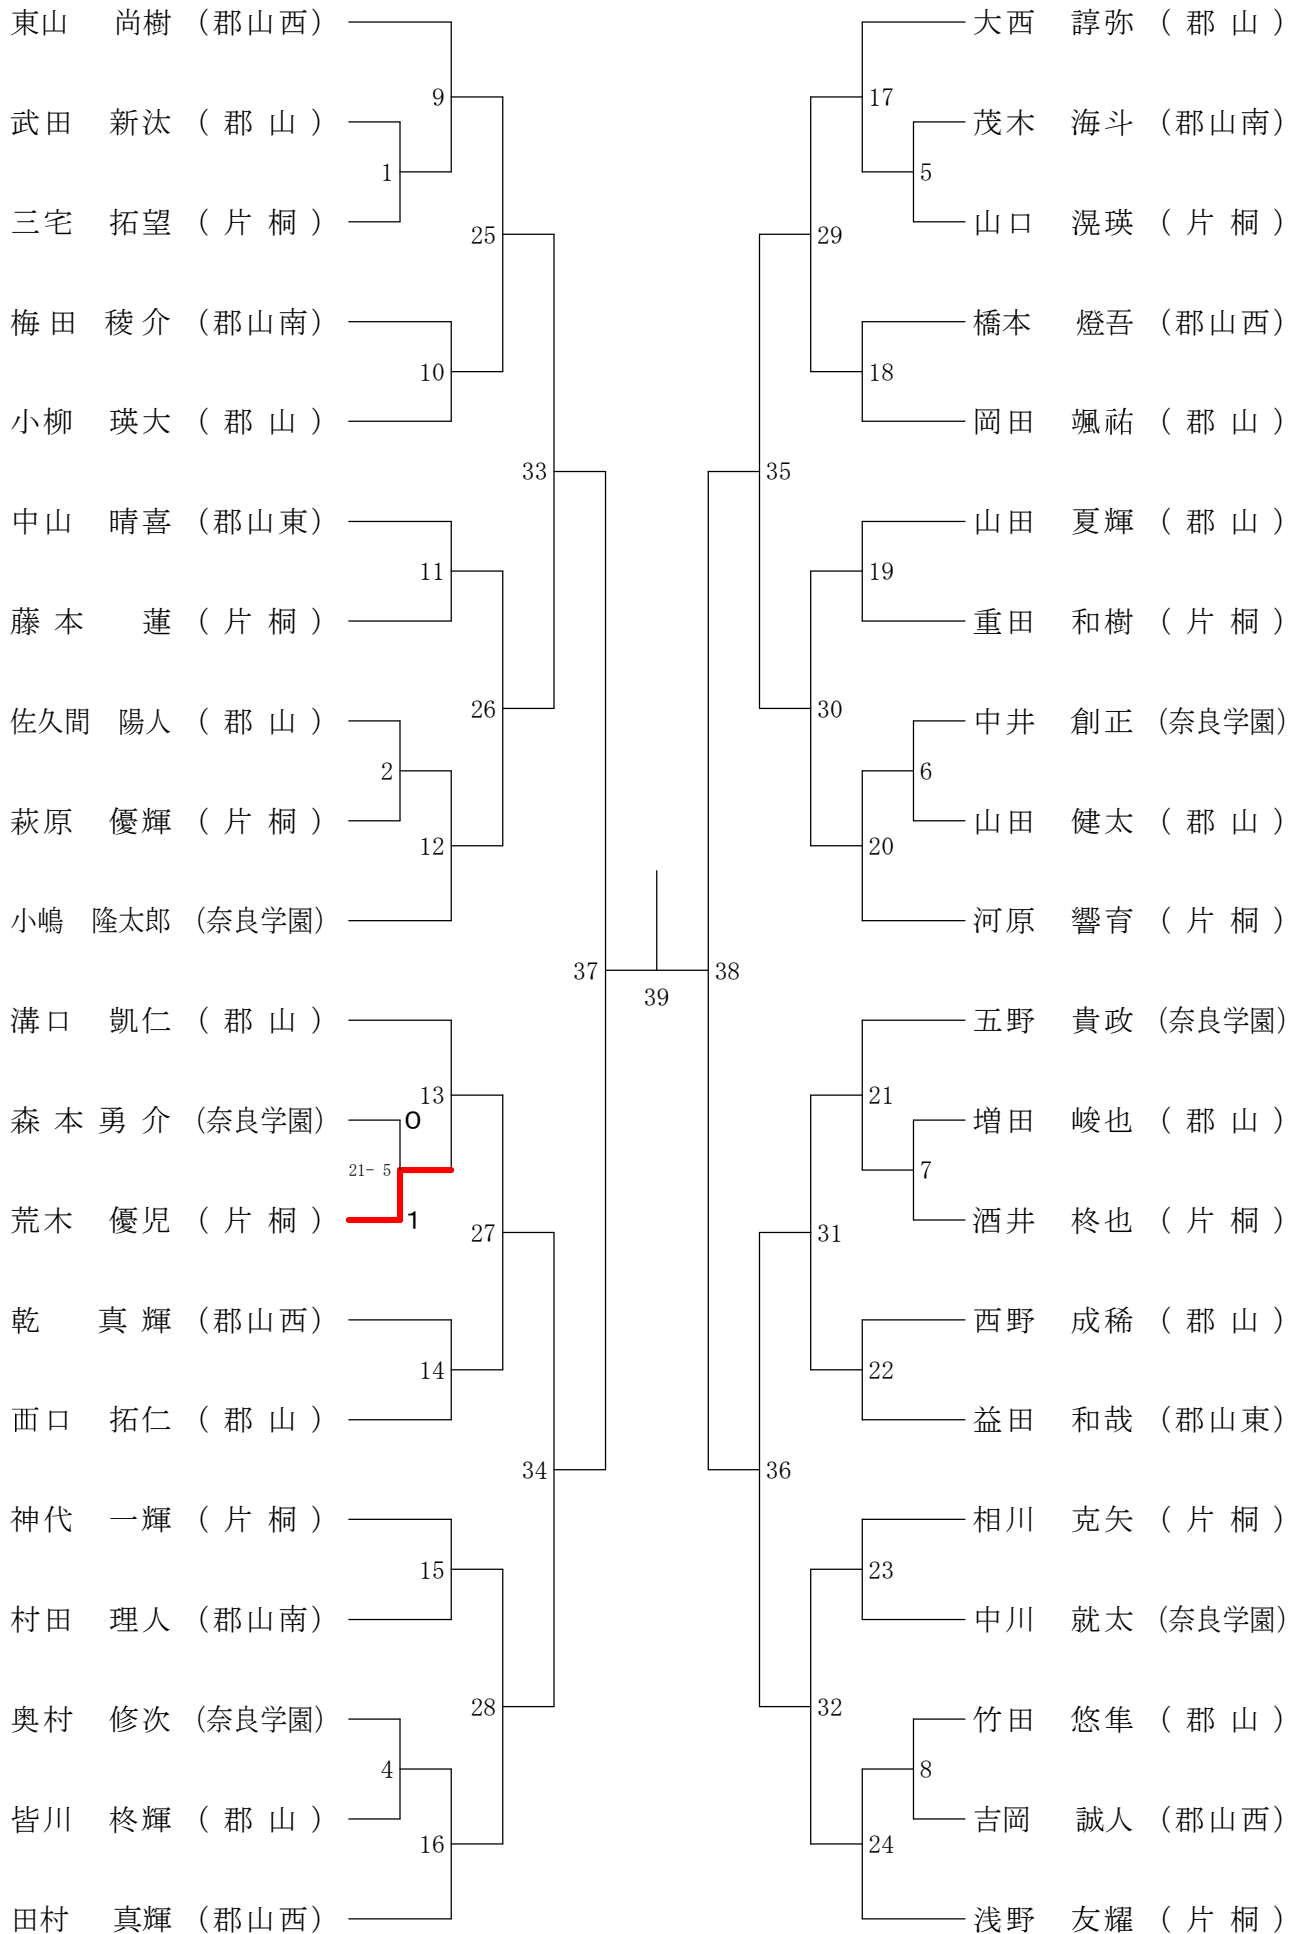 東山 尚樹 (郡山西)
9
武田 新汰 (郡山)
1
三宅 拓望 (片桐)
25
梅田 稜介 (郡山南)
10
小柳 瑛大 (郡山)
33
中山 晴喜 (郡山東)
11
藤本 蓮 (片桐)
26
佐久間 陽人 (郡山)
2
萩原 優輝 (片桐)
12
小嶋 隆太郎 (奈良学園)
37
溝口 凱仁 (郡山)
13
森本 勇介 (奈良学園) 0
21- 5
荒木 優児 (片桐) 1
27
乾 真輝 (郡山西)
14
西口 拓仁 (郡山)
34
神代 一輝 (片桐)
15
村田 理人 (郡山南)
28
奥村 修次 (奈良学園)
4
皆川 柊輝 (郡山)
16
田村 真輝 (郡山西)
39
大西 諄弥 (郡山)
17
茂木 海斗 (郡山南)
5
山口 滉瑛 (片桐)
29
橋本 燈吾 (郡山西)
18
岡田 颯祐 (郡山)
35
山田 夏輝 (郡山)
19
重田 和樹 (片桐)
30
中井 創正 (奈良学園)
6
山田 健太 (郡山)
20
河原 響育 (片桐)
38
五野 貴政 (奈良学園)
21
増田 峻也 (郡山)
7
酒井 柊也 (片桐)
31
西野 成稀 (郡山)
22
益田 和哉 (郡山東)
36
相川 克矢 (片桐)
23
中川 就太 (奈良学園)
32
竹田 悠隼 (郡山)
8
吉岡 誠人 (郡山西)
24
浅野 友耀 (片桐)